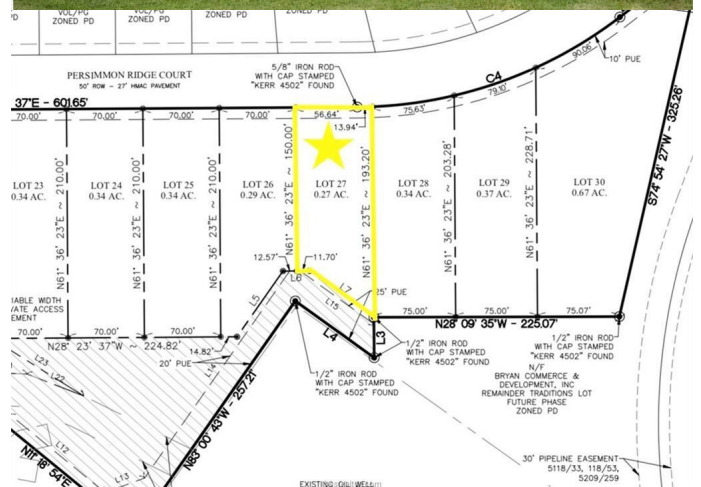 PD
VOL/PG
ZONED PD
VOL/PG
ZONED PD
ZONED PD
10' PUE
5/8" IRON ROD
WITH CAP STAMPED
"KERR 4502" FOUND
PERSIMMON RIDGE COURT
50' ROW - 27' HMAC PAVEMENT
37'E - 601.65'
70.00'
70.00'
70.00'
70.00'
56.64'
13.94'
75.63'
C4
79.10'
90.06'
S74° 54' 27"W - 325.26'
N61° 36' 23"E ~ 210.00'
N61° 36' 23"E ~ 210.00'
N61° 36' 23"E ~ 210.00'
N61° 36' 23"E ~ 150.00'
N61° 36' 23"E ~ 193.20'
N61° 36' 23"E ~ 203.28'
N61° 36' 23"E ~ 228.71'
LOT 23
0.34 AC.
LOT 24
0.34 AC.
LOT 25
0.34 AC.
LOT 26
0.29 AC.
LOT 27
0.27 AC.
LOT 28
0.34 AC.
LOT 29
0.37 AC.
LOT 30
0.67 AC.
12.57'
11.70'
L6
L7
L15
25' PUE
L5
L4
L3
IABLE WIDTH
VATE ACCESS
EMENT
70.00'
70.00'
70.00'
N28° 23' 37"W ~ 224.82'
14.82'
20' PUE
L14
75.00'
75.00'
75.07'
N28° 09' 35"W - 225.07'
1/2" IRON ROD
WITH CAP STAMPED
"KERR 4502" FOUND
1/2" IRON ROD
WITH CAP STAMPED
"KERR 4502" FOUND
1/2" IRON ROD
WITH CAP STAMPED
"KERR 4502" FOUND
N/F
BRYAN COMMERCE &
DEVELOPMENT, INC
REMAINDER TRADITIONS LOT
FUTURE PHASE
ZONED PD
L23
L22
L12
L13
N83° 00' 43"W - 257.21'
N11° 18' 54"E
30' PIPELINE EASEMENT
5118/33, 118/53,
5209/259
EXISTING OIL WELL